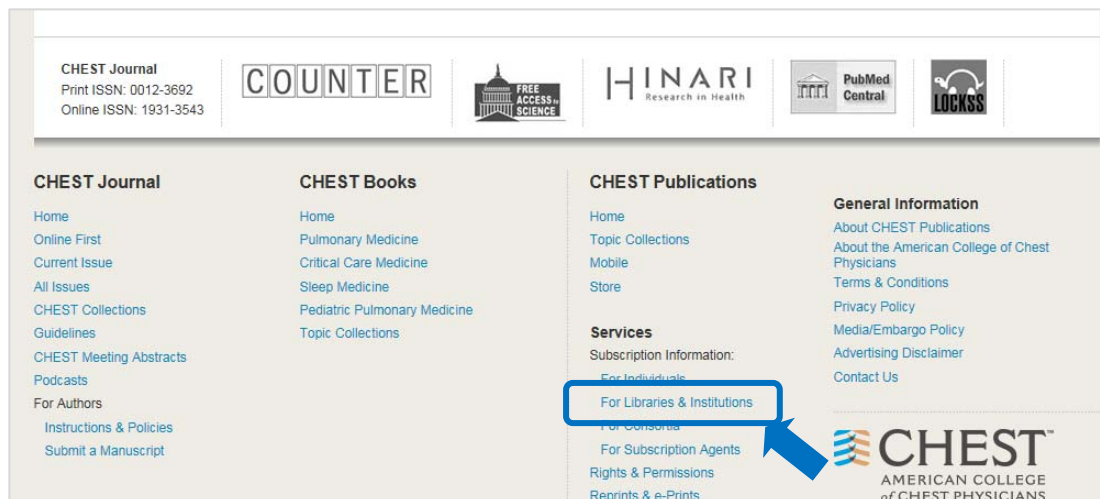 CHEST Journal
Print ISSN: 0012-3692
Online ISSN: 1931-3543
COUNTER
FREE
ACCESS to
SCIENCE
HINARI
Research in Health
PubMed
Central
LOCKSS
CHEST Journal
Home
Online First
Current Issue
All Issues
CHEST Collections
Guidelines
CHEST Meeting Abstracts
Podcasts
For Authors
Instructions & Policies
Submit a Manuscript
CHEST Books
Home
Pulmonary Medicine
Critical Care Medicine
Sleep Medicine
Pediatric Pulmonary Medicine
Topic Collections
CHEST Publications
Home
Topic Collections
Mobile
Store
Services
Subscription Information:
For Individuals
For Libraries & Institutions
For Consortia
For Subscription Agents
Rights & Permissions
Reprints & e-Prints
General Information
About CHEST Publications
About the American College of Chest
Physicians
Terms & Conditions
Privacy Policy
Media/Embargo Policy
Advertising Disclaimer
Contact Us
CHEST™
AMERICAN COLLEGE
of CHEST PHYSICIANS